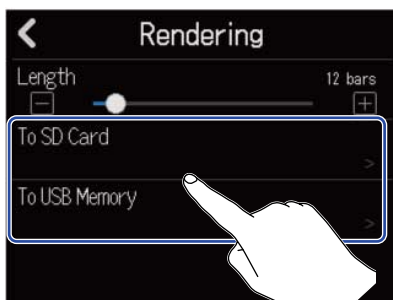 Rendering
Length
12 bars
To SD Card
>
To USB Memory
>